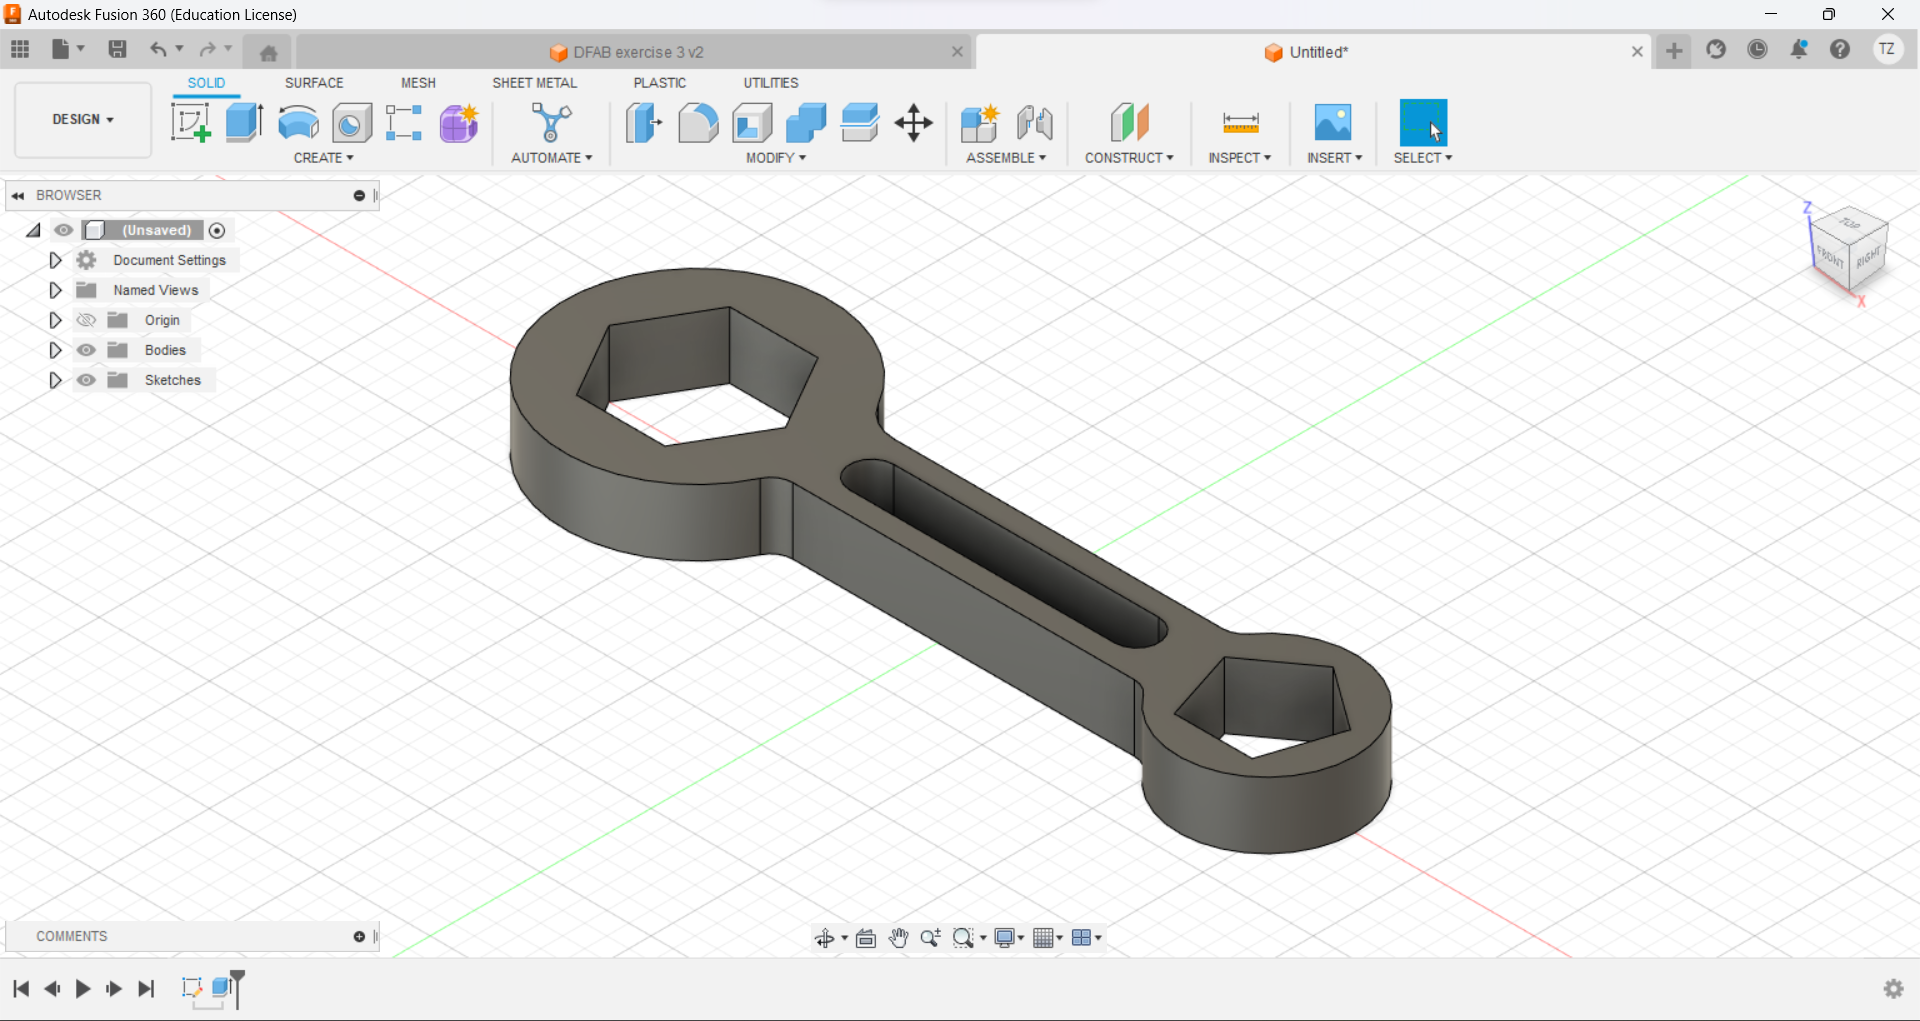 Autodesk Fusion 360 (Education License)
DFAB exercise 3 v2
Untitled*
TZ
DESIGN
SOLID
SURFACE
MESH
SHEET METAL
PLASTIC
UTILITIES
CREATE
AUTOMATE
MODIFY
ASSEMBLE
CONSTRUCT
INSPECT
INSERT
SELECT
BROWSER
(Unsaved)
Document Settings
Named Views
Origin
Bodies
Sketches
Z
TOP
FRONT
RIGHT
X
COMMENTS